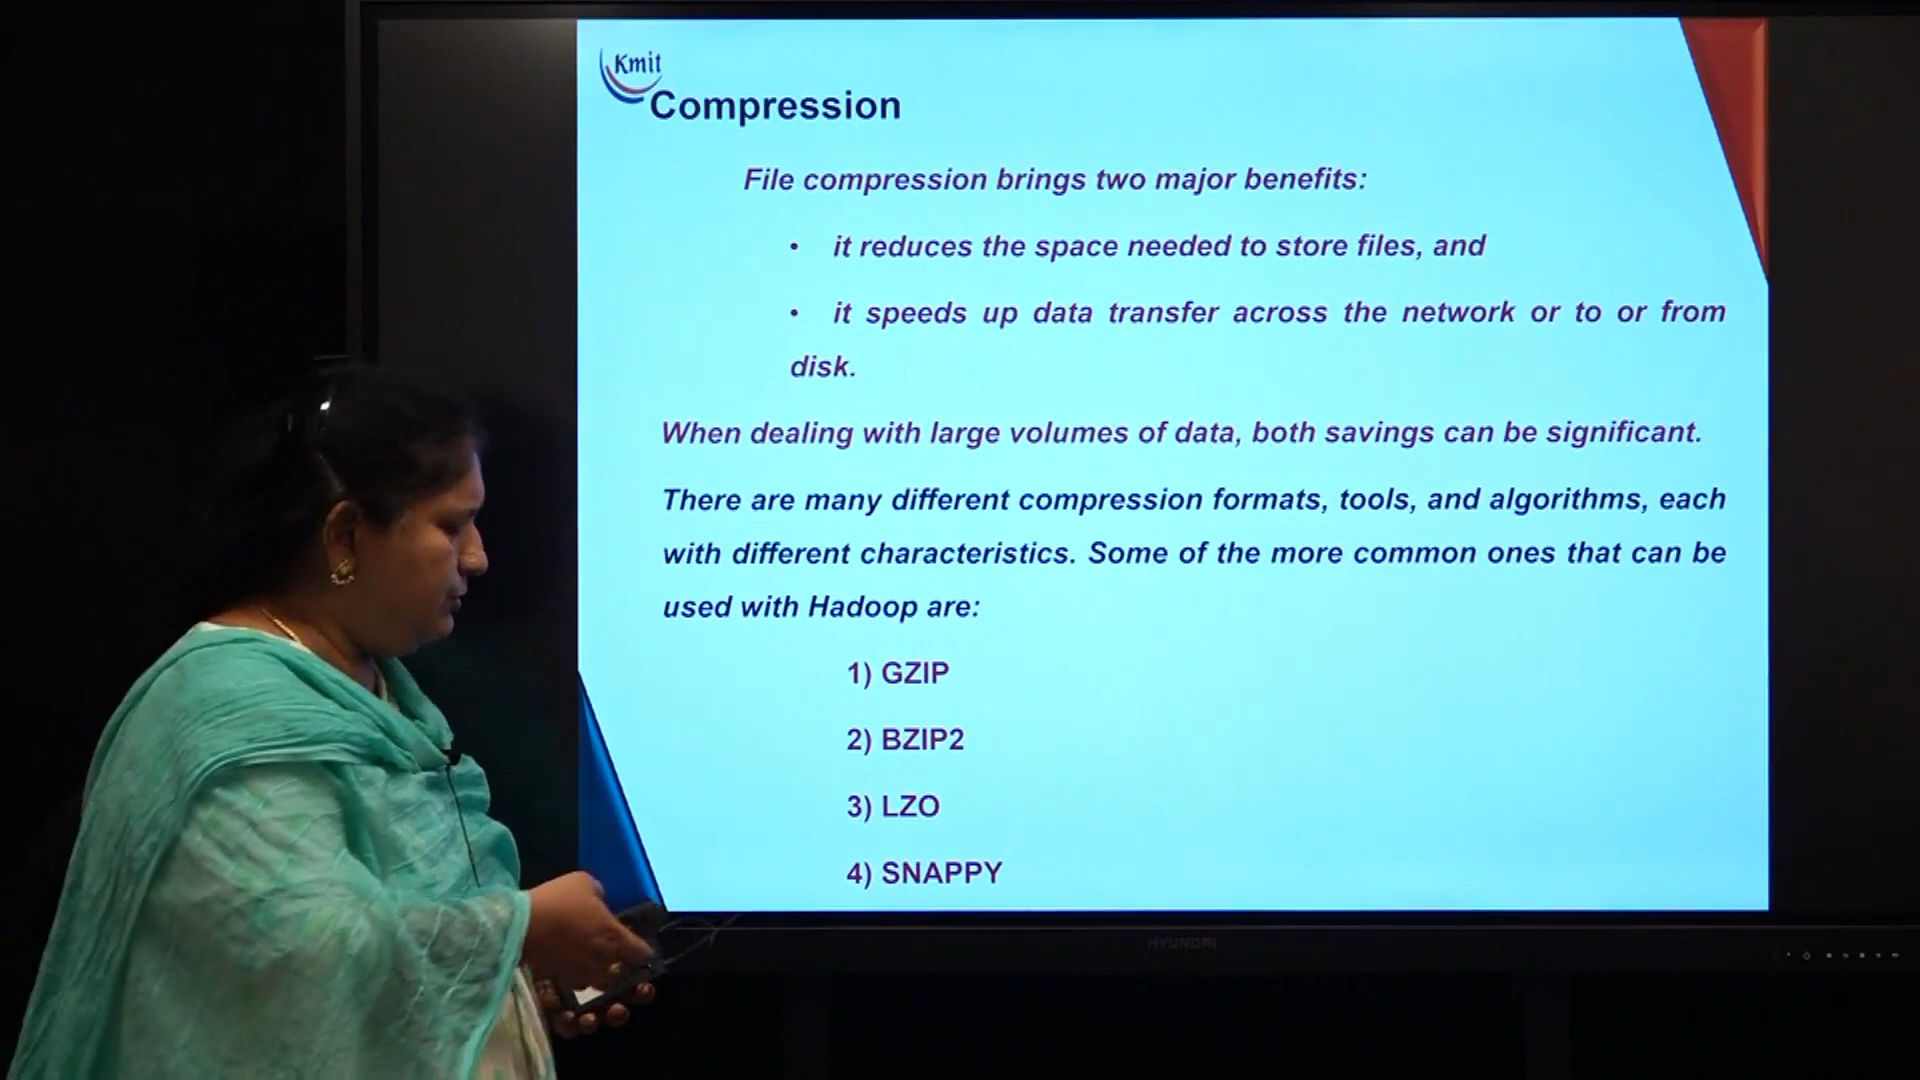 Kmit
Compression
File compression brings two major benefits:
• it reduces the space needed to store files, and
• it speeds up data transfer across the network or to or from
disk.
When dealing with large volumes of data, both savings can be significant.
There are many different compression formats, tools, and algorithms, each
with different characteristics. Some of the more common ones that can be
used with Hadoop are:
1) GZIP
2) BZIP2
3) LZO
4) SNAPPY
HYUNDAI